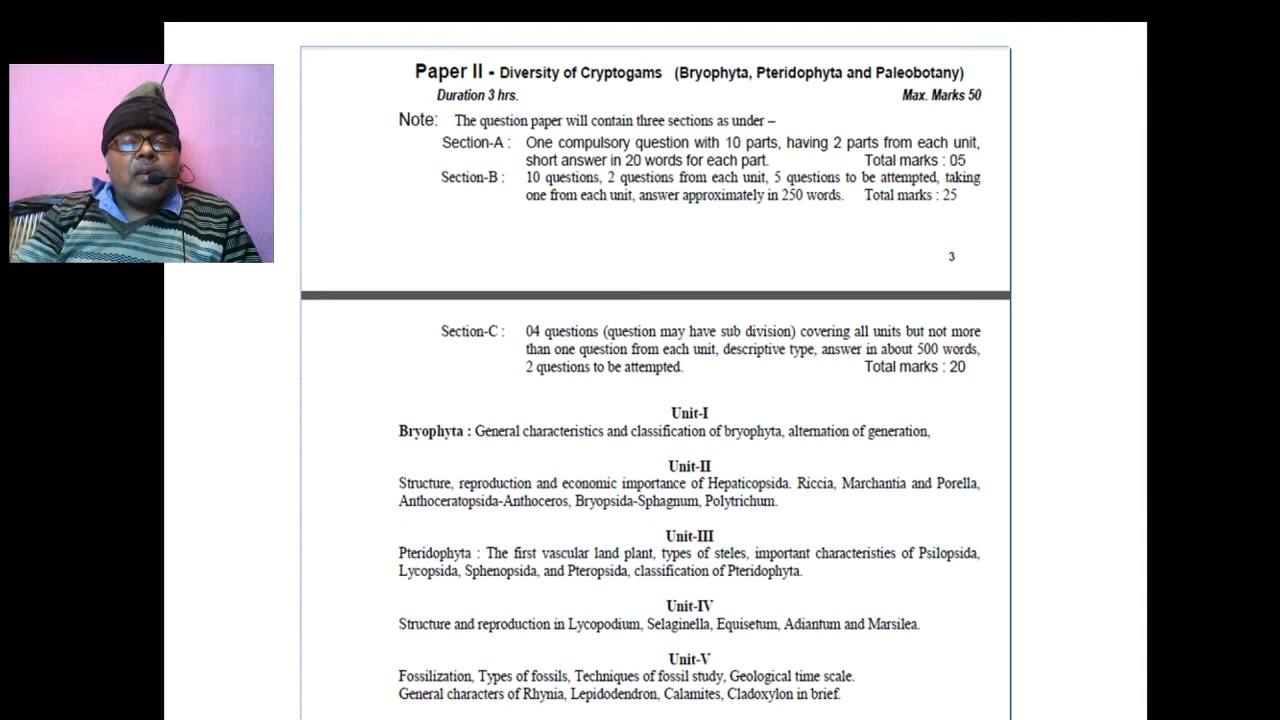 Paper II - Diversity of Cryptogams (Bryophyta, Pteridophyta and Paleobotany)
Duration 3 hrs. Max. Marks 50
Note: The question paper will contain three sections as under –
Section-A : One compulsory question with 10 parts, having 2 parts from each unit,
short answer in 20 words for each part. Total marks : 05
Section-B : 10 questions, 2 questions from each unit, 5 questions to be attempted, taking
one from each unit, answer approximately in 250 words. Total marks : 25
3
Section-C : 04 questions (question may have sub division) covering all units but not more
than one question from each unit, descriptive type, answer in about 500 words,
2 questions to be attempted. Total marks : 20
Unit-I
Bryophyta : General characteristics and classification of bryophyta, alternation of generation,
Unit-II
Structure, reproduction and economic importance of Hepaticopsida. Riccia, Marchantia and Porella,
Anthoceratopsida-Anthoceros, Bryopsida-Sphagnum, Polytrichum.
Unit-III
Pteridophyta : The first vascular land plant, types of steles, important characteristies of Psilopsida,
Lycopsida, Sphenopsida, and Pteropsida, classification of Pteridophyta.
Unit-IV
Structure and reproduction in Lycopodium, Selaginella, Equisetum, Adiantum and Marsilea.
Unit-V
Fossilization, Types of fossils, Techniques of fossil study, Geological time scale.
General characters of Rhynia, Lepidodendron, Calamites, Cladoxylon in brief.